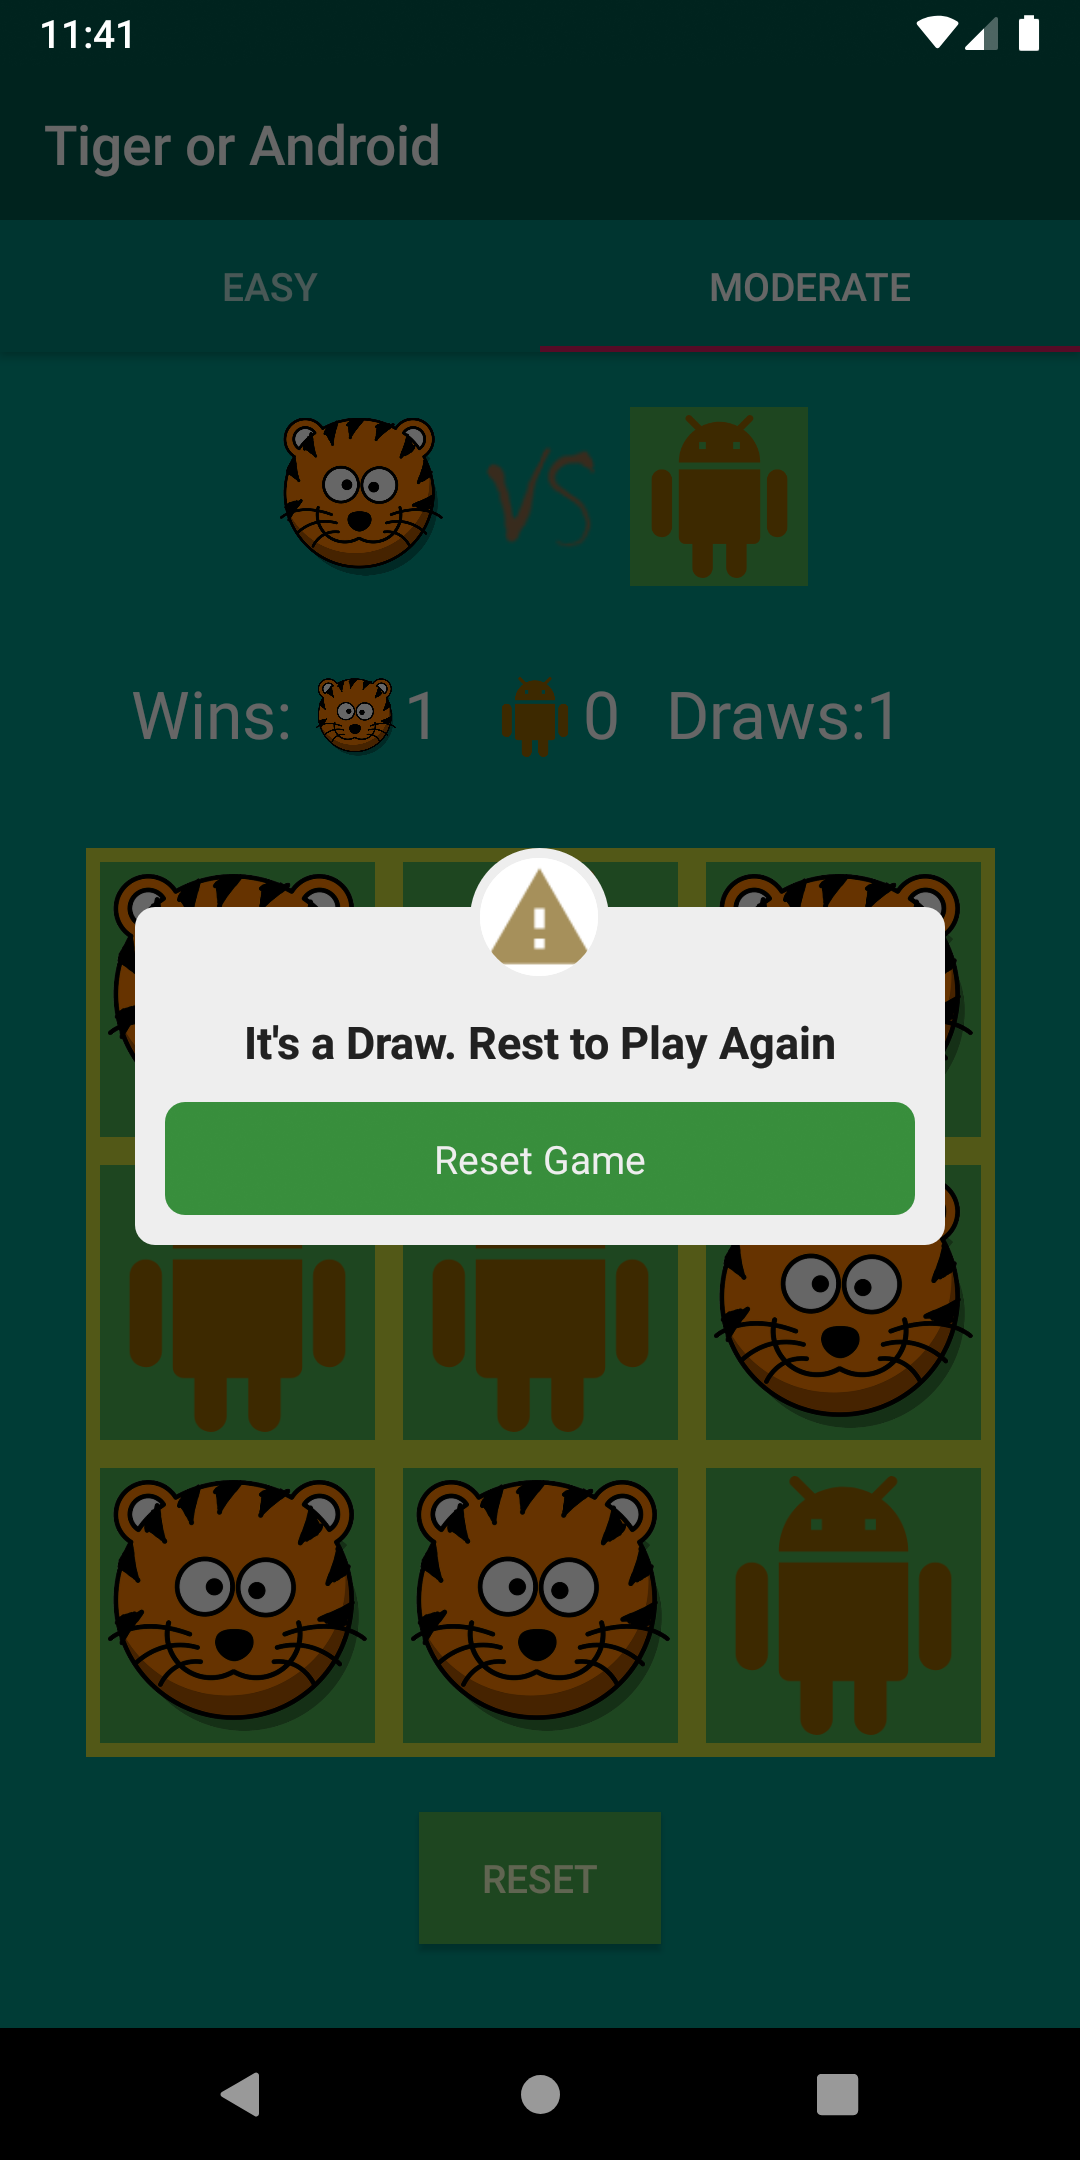 11:41
Tiger or Android
EASY
MODERATE
VS
Wins: 1 0 Draws:1
It's a Draw. Rest to Play Again
Reset Game
RESET